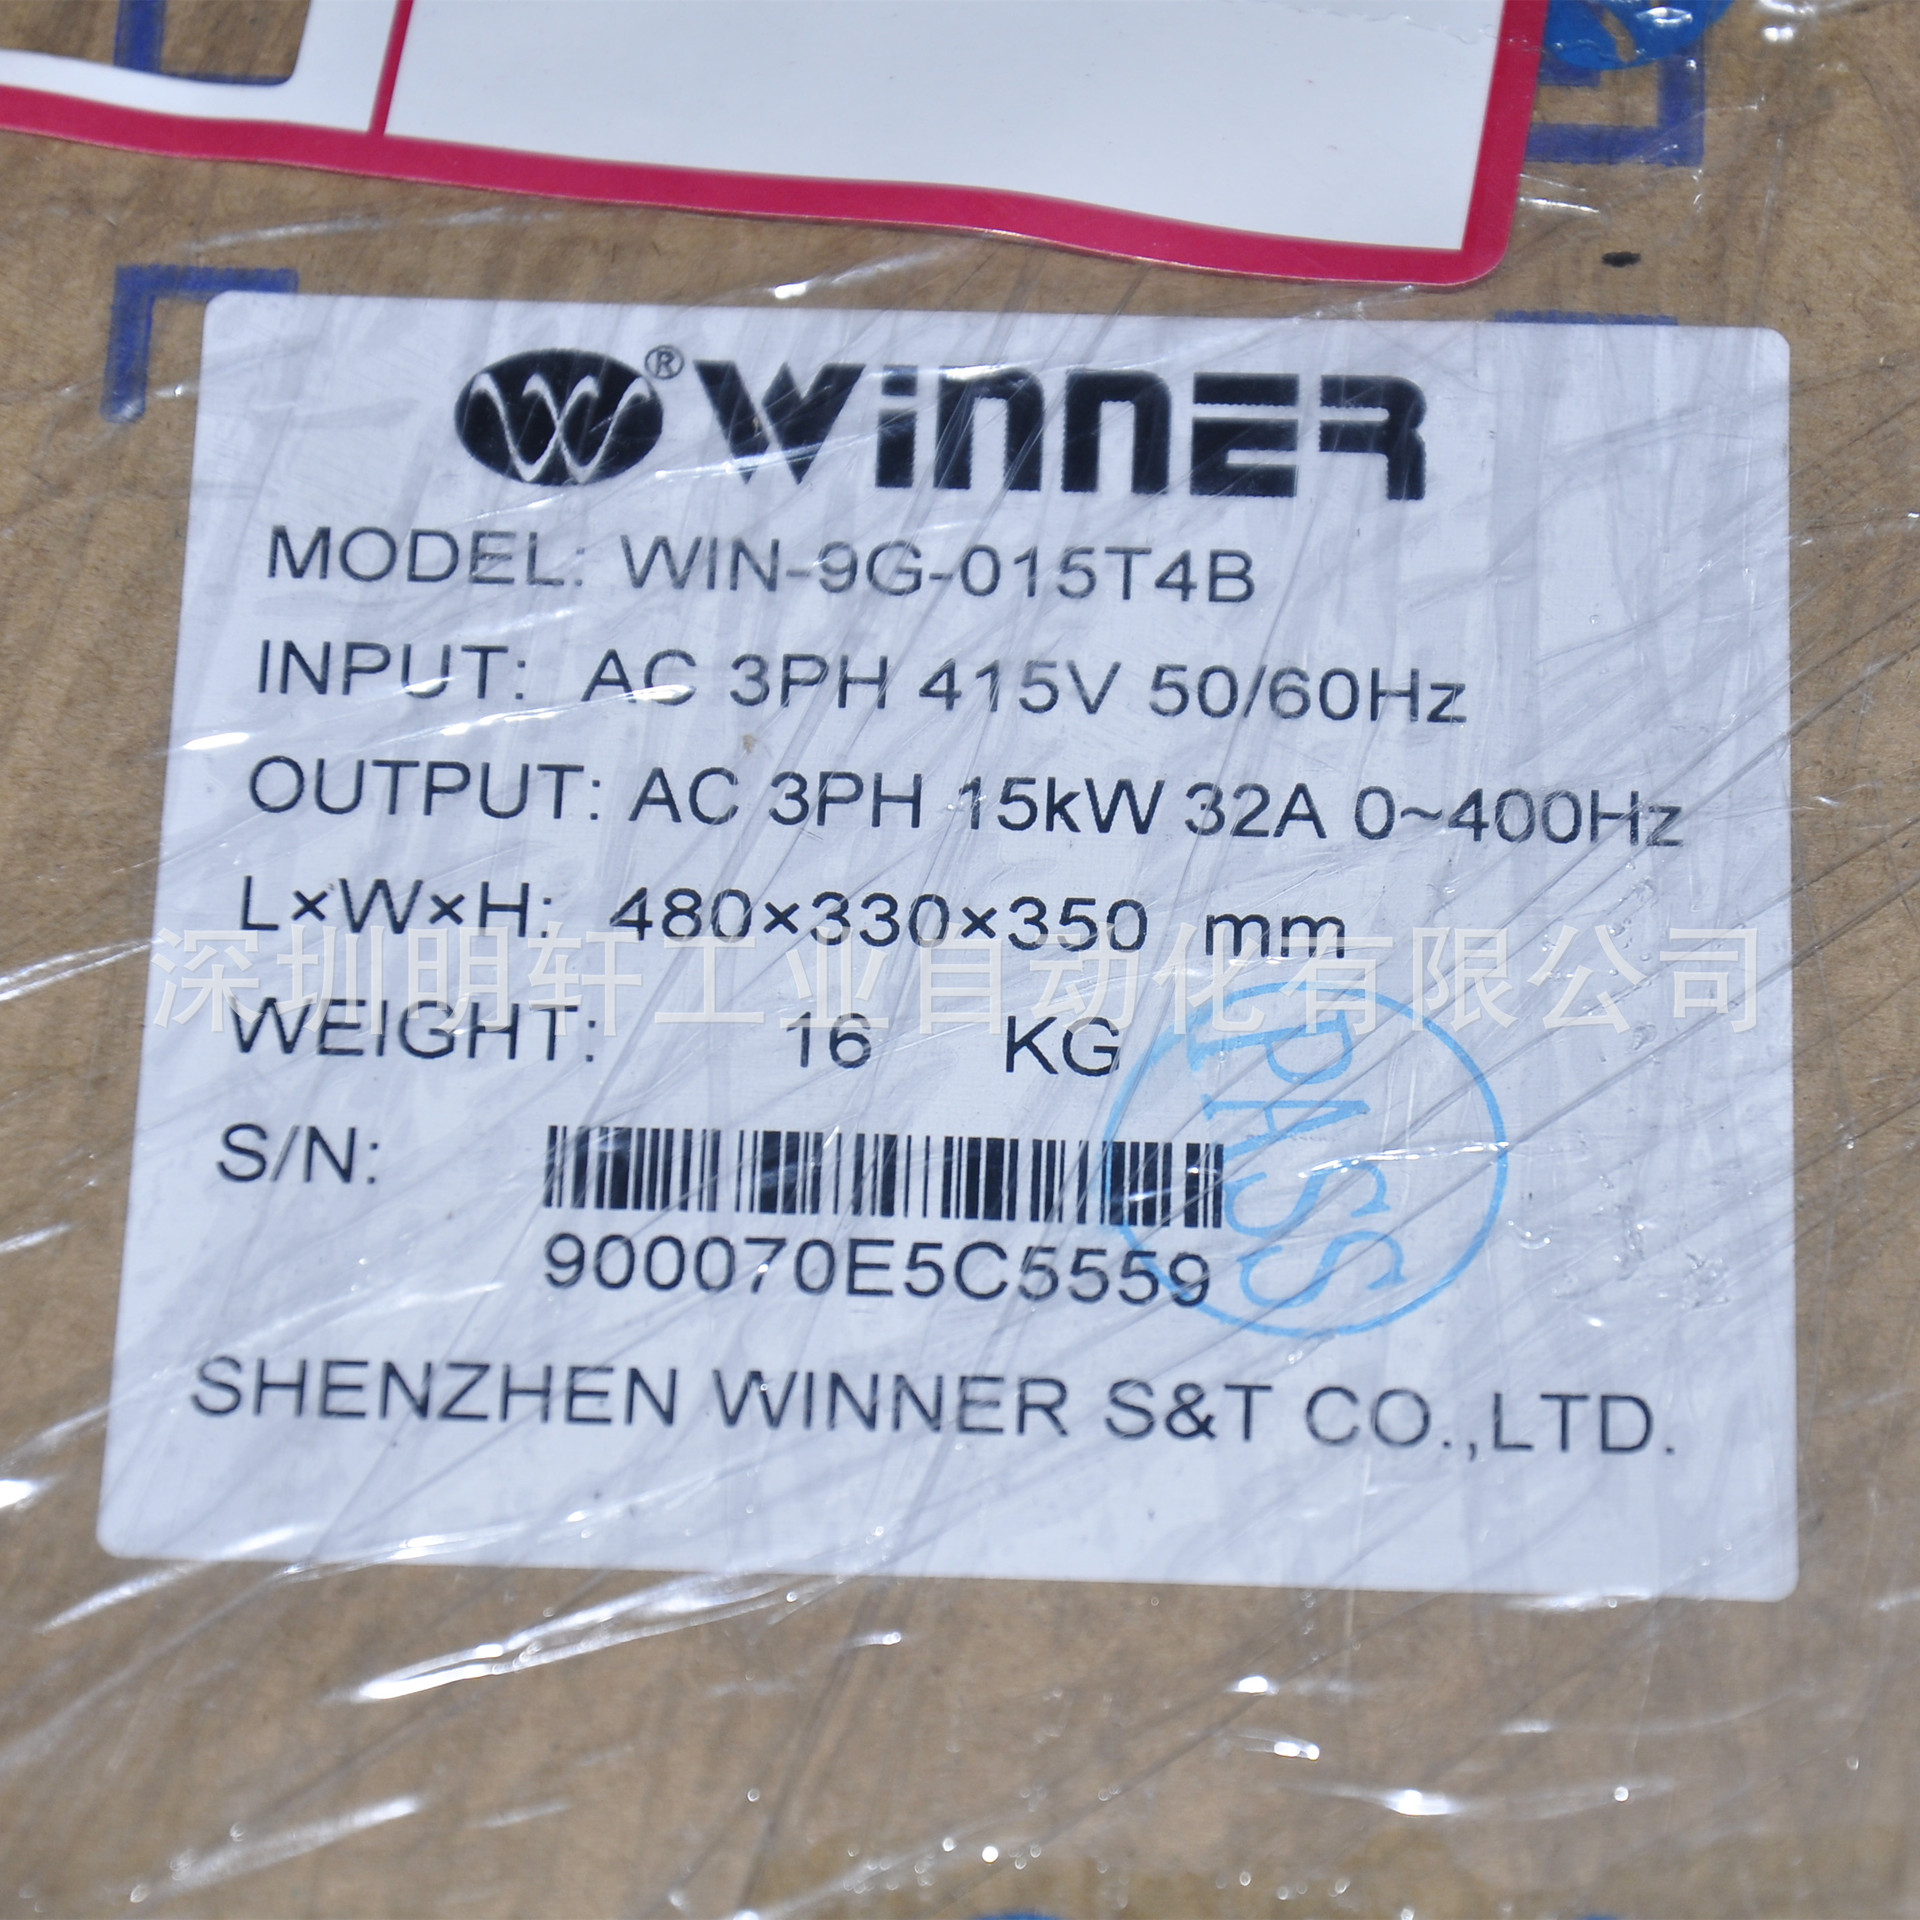 W® WINNER
MODEL: WIN-9G-015T4B
INPUT: AC 3PH 415V 50/60Hz
OUTPUT: AC 3PH 15kW 32A 0~400Hz
L×W×H: 480×330×350 mm
深圳明轩工业自动化有限公司
WEIGHT: 16 KG
PASS
S/N:
900070E5C5559
SHENZHEN WINNER S&T CO.,LTD.